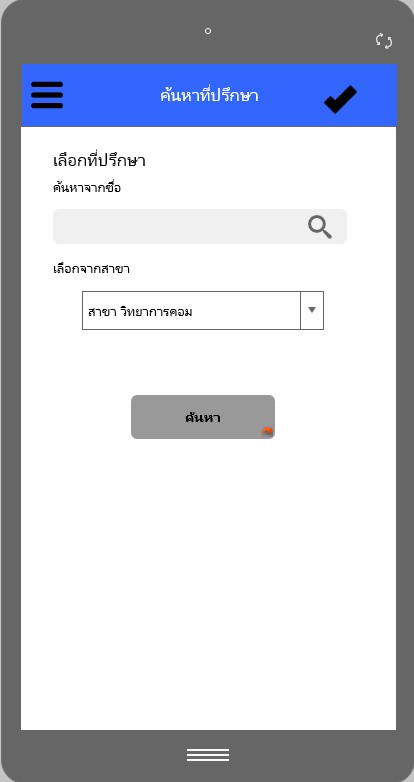 ค้นหาที่ปรึกษา
เลือกที่ปรึกษา
ค้นหาจากชื่อ
เลือกจากสาขา
สาขา วิทยาการคอม
ค้นหา